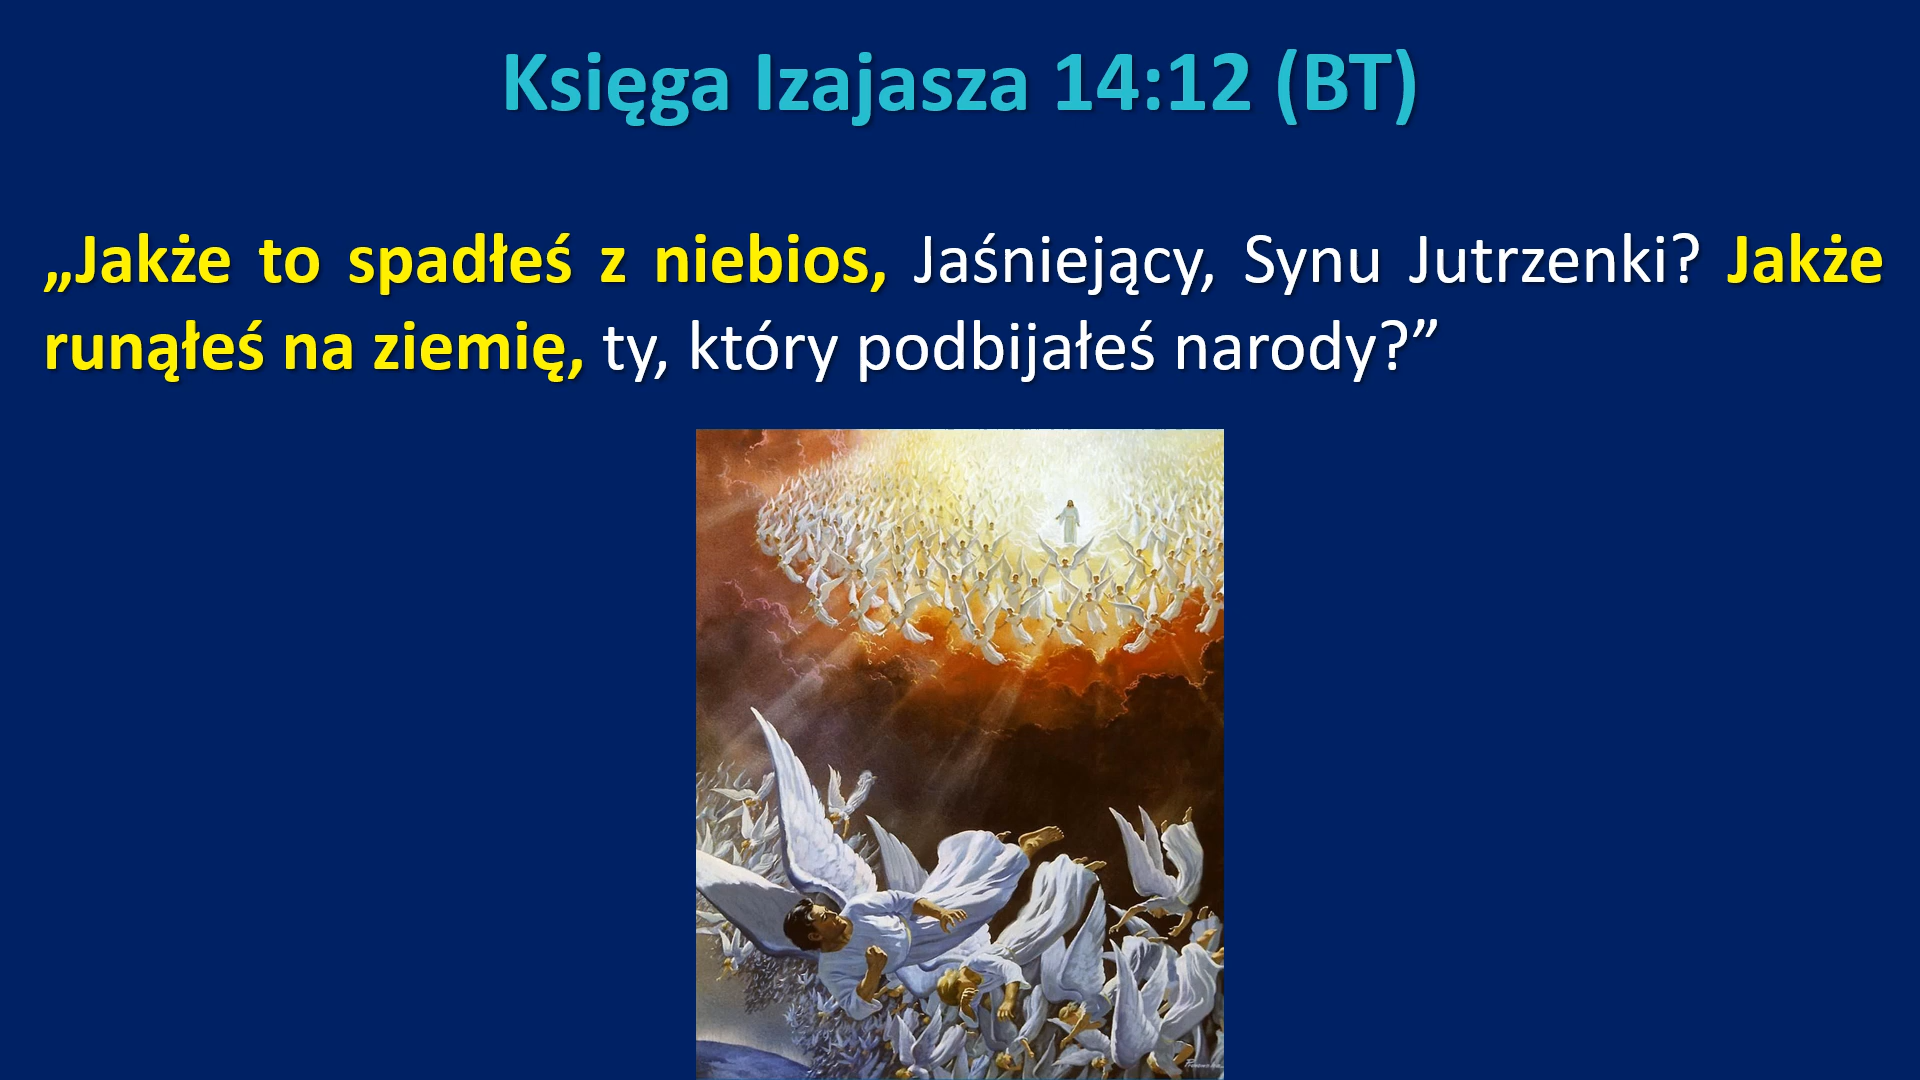 Księga Izajasza 14:12 (BT)
„Jakże to spadłeś z niebios, Jaśniejący, Synu Jutrzenki? Jakże
runąłeś na ziemię, ty, który podbijałeś narody?”